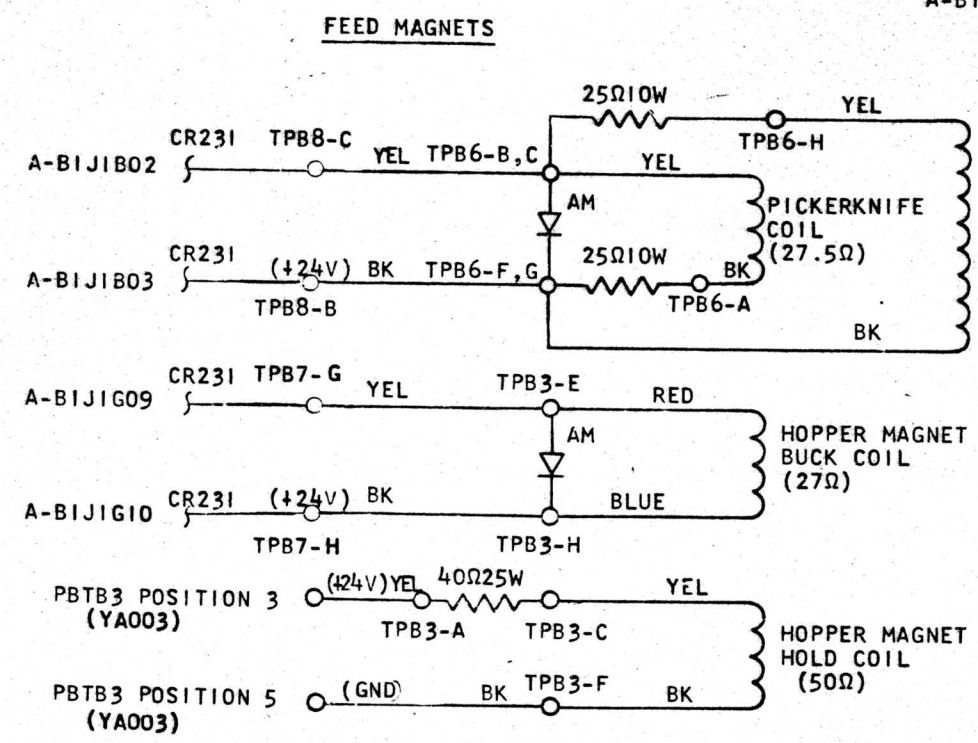 A-B1
FEED MAGNETS
25Ω10W
YEL
TPB6-H
CR231 TPB8-C
A-B1J1B02
YEL TPB6-B,C
YEL
AM
PICKERKNIFE
COIL
(27.5Ω)
CR231
(+24V) BK
TPB6-F,G
25Ω10W
BK
A-B1J1B03
TPB8-B
TPB6-A
BK
CR231 TPB7-G
YEL
TPB3-E
RED
A-B1J1G09
AM
HOPPER MAGNET
BUCK COIL
(27Ω)
CR231
(+24V) BK
BLUE
A-B1J1G10
TPB7-H
TPB3-H
PBTB3 POSITION 3
(YA003)
(+24V) YEL
40Ω25W
YEL
TPB3-A
TPB3-C
HOPPER MAGNET
HOLD COIL
(50Ω)
PBTB3 POSITION 5
(YA003)
(GND)
BK
TPB3-F
BK